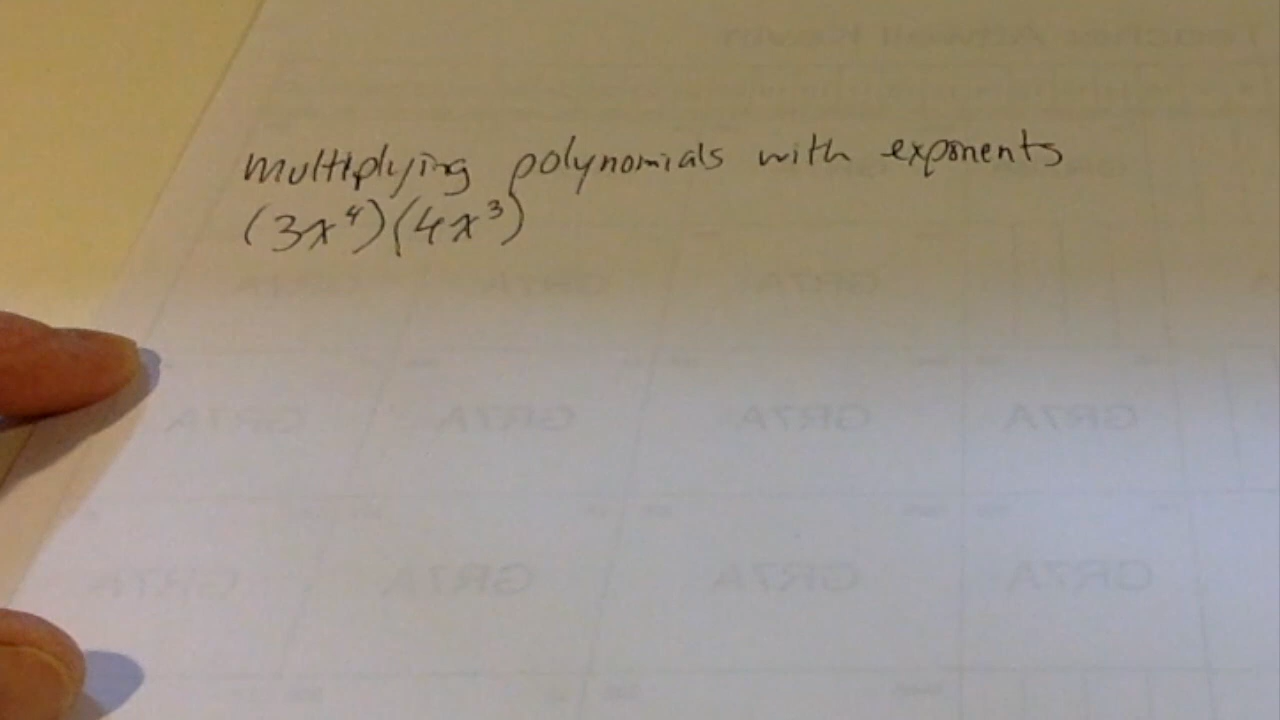 multiplying polynomials with exponents
(3x⁴)(4x³)